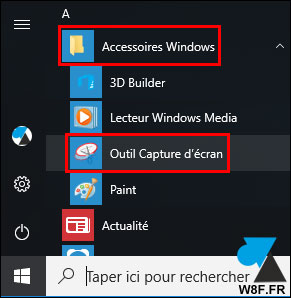 A
Accessoires Windows
3D Builder
Lecteur Windows Media
Outil Capture d'écran
Paint
Actualité
Taper ici pour rechercher
W8F.FR